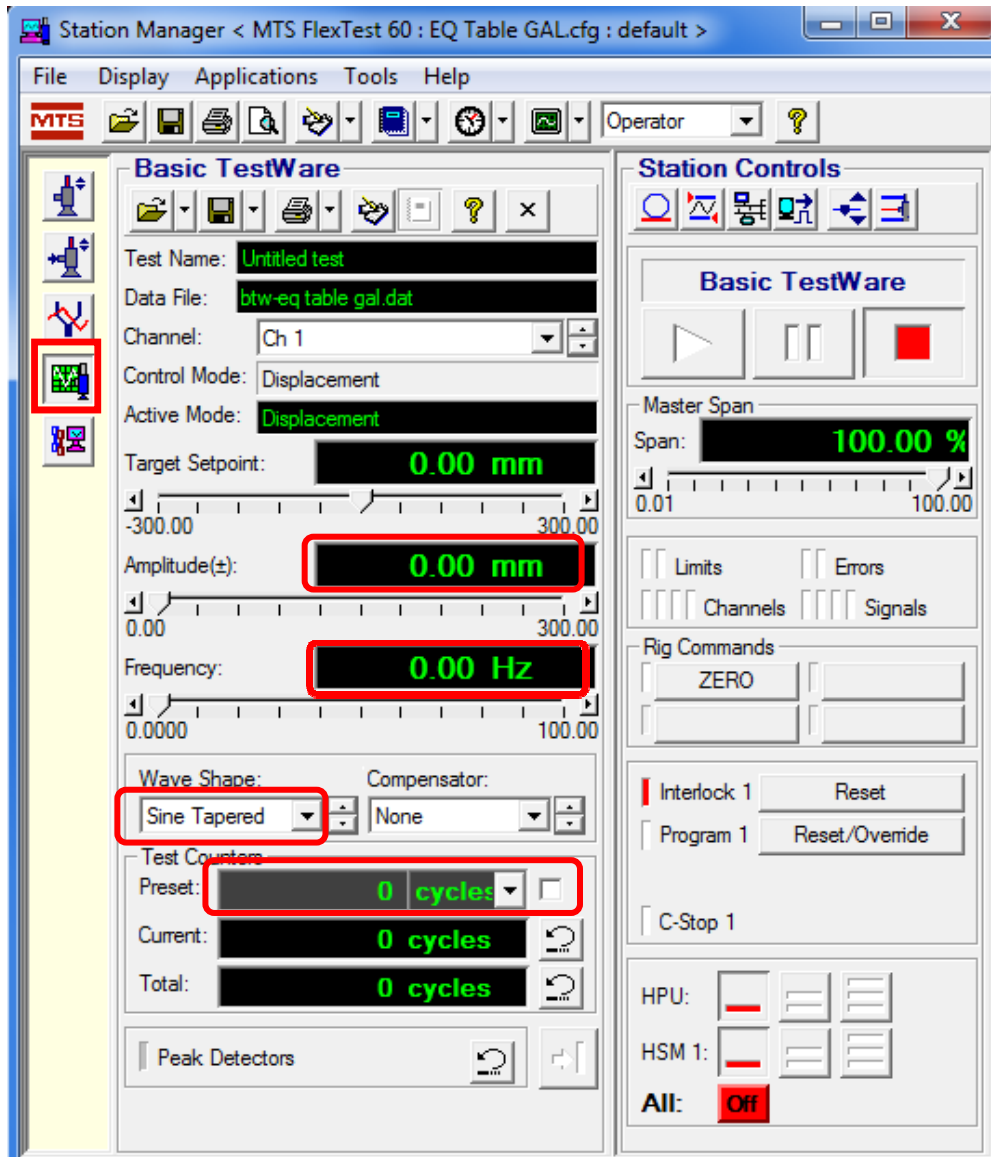 Station Manager < MTS FlexTest 60 : EQ Table GAL.cfg : default >
File Display Applications Tools Help
MTS Operator
Basic TestWare
Test Name: Untitled test
Data File: btw-eq table gal.dat
Channel: Ch 1
Control Mode: Displacement
Active Mode: Displacement
Target Setpoint: 0.00 mm
-300.00 300.00
Amplitude(±): 0.00 mm
0.00 300.00
Frequency: 0.00 Hz
0.0000 100.00
Wave Shape: Compensator:
Sine Tapered None
Test Counters
Preset: 0 cycles
Current: 0 cycles
Total: 0 cycles
Peak Detectors
Station Controls
Basic TestWare
Master Span
Span: 100.00 %
0.01 100.00
Limits Errors
Channels Signals
Rig Commands
ZERO
Interlock 1 Reset
Program 1 Reset/Override
C-Stop 1
HPU:
HSM 1:
All: Off